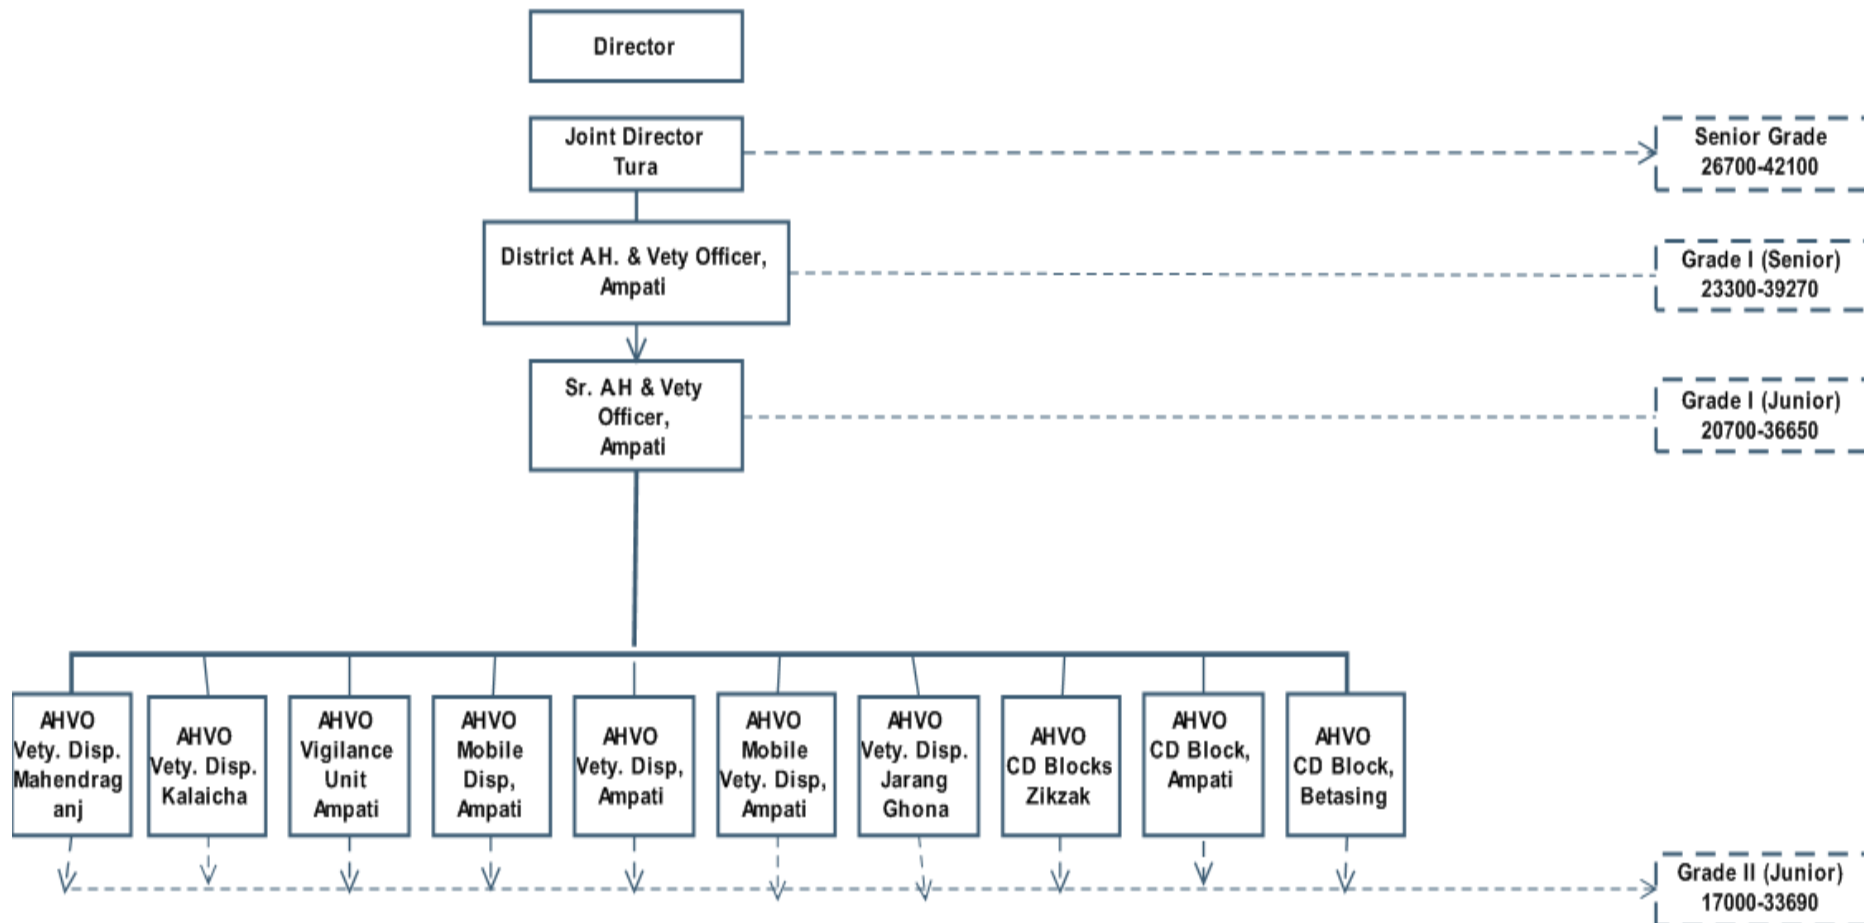 Director
Joint Director
Tura
Senior Grade
26700-42100
District A.H. & Vety Officer,
Ampati
Grade I (Senior)
23300-39270
Sr. A.H & Vety
Officer,
Ampati
Grade I (Junior)
20700-36650
AHVO
Vety. Disp.
Mahendrag
anj
AHVO
Vety. Disp.
Kalaicha
AHVO
Vigilance
Unit
Ampati
AHVO
Mobile
Disp,
Ampati
AHVO
Vety. Disp,
Ampati
AHVO
Mobile
Vety. Disp,
Ampati
AHVO
Vety. Disp.
Jarang
Ghona
AHVO
CD Blocks
Zikzak
AHVO
CD Block,
Ampati
AHVO
CD Block,
Betasing
Grade II (Junior)
17000-33690